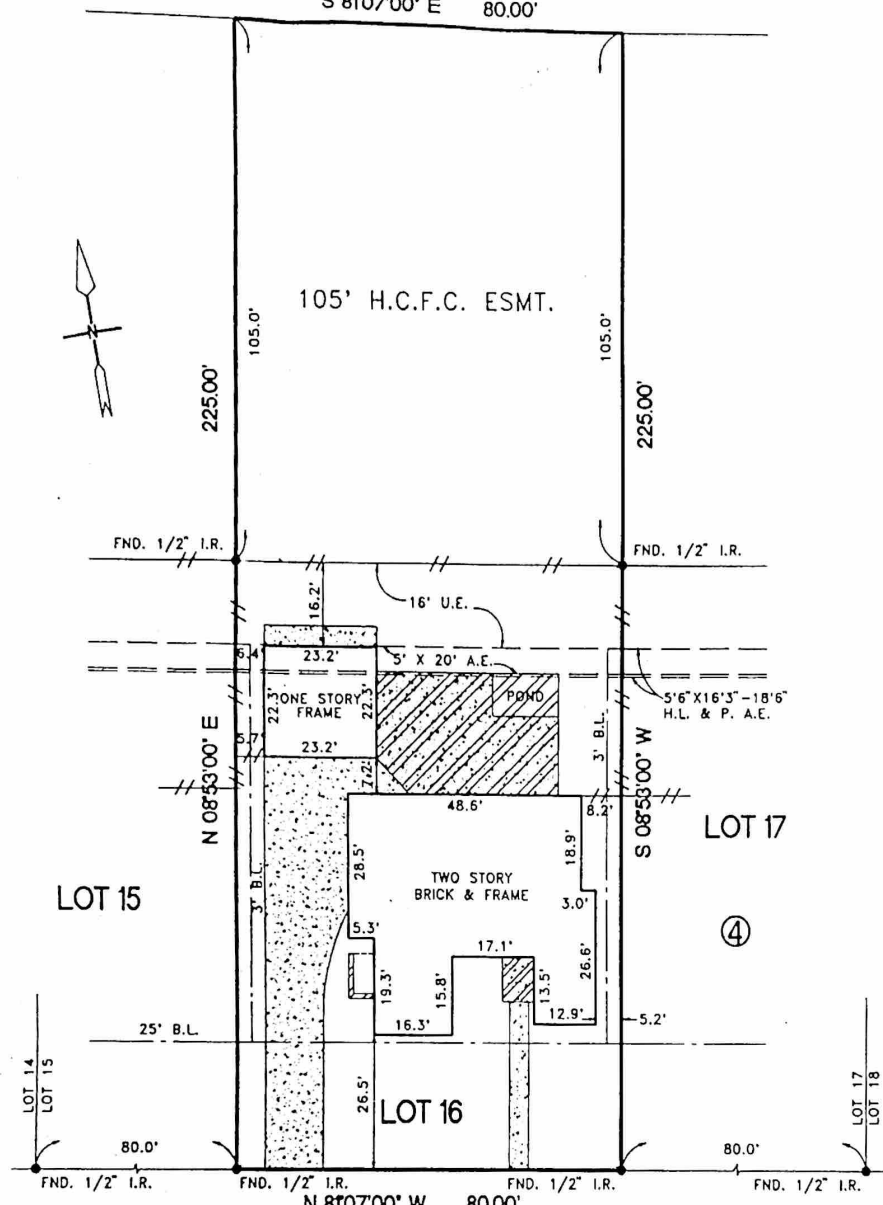 S 81°07'00" E 80.00'
105' H.C.F.C. ESMT.
N
105.0'
105.0'
225.00'
225.00'
FND. 1/2" I.R.
FND. 1/2" I.R.
16.2'
16' U.E.
6.4'
23.2'
5' X 20' A.E.
ONE STORY
FRAME
22.3'
22.3'
POND
5'6"X16'3"-18'6"
H.L. & P. A.E.
5.7'
23.2'
7.2'
3' B.L.
N 08°53'00" E
S 08°53'00" W
48.6'
8.2'
LOT 17
28.5'
18.9'
TWO STORY
BRICK & FRAME
LOT 15
3' B.L.
3.0'
4
5.3'
17.1'
26.6'
19.3'
15.8'
13.5'
16.3'
12.9'
5.2'
25' B.L.
LOT 14
LOT 15
26.5'
LOT 16
LOT 17
LOT 18
80.0'
80.0'
FND. 1/2" I.R.
FND. 1/2" I.R.
FND. 1/2" I.R.
FND. 1/2" I.R.
N 81°07'00" W 80.00'